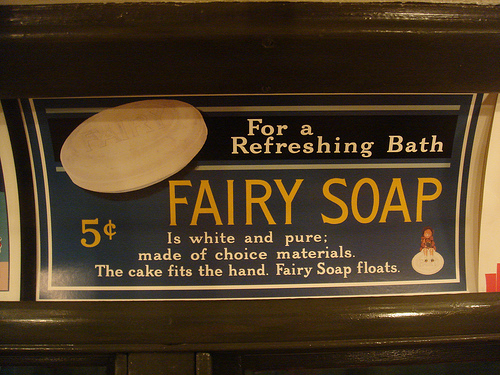 For a
Refreshing Bath
FAIRY SOAP
5¢
Is white and pure;
made of choice materials.
The cake fits the hand. Fairy Soap floats.